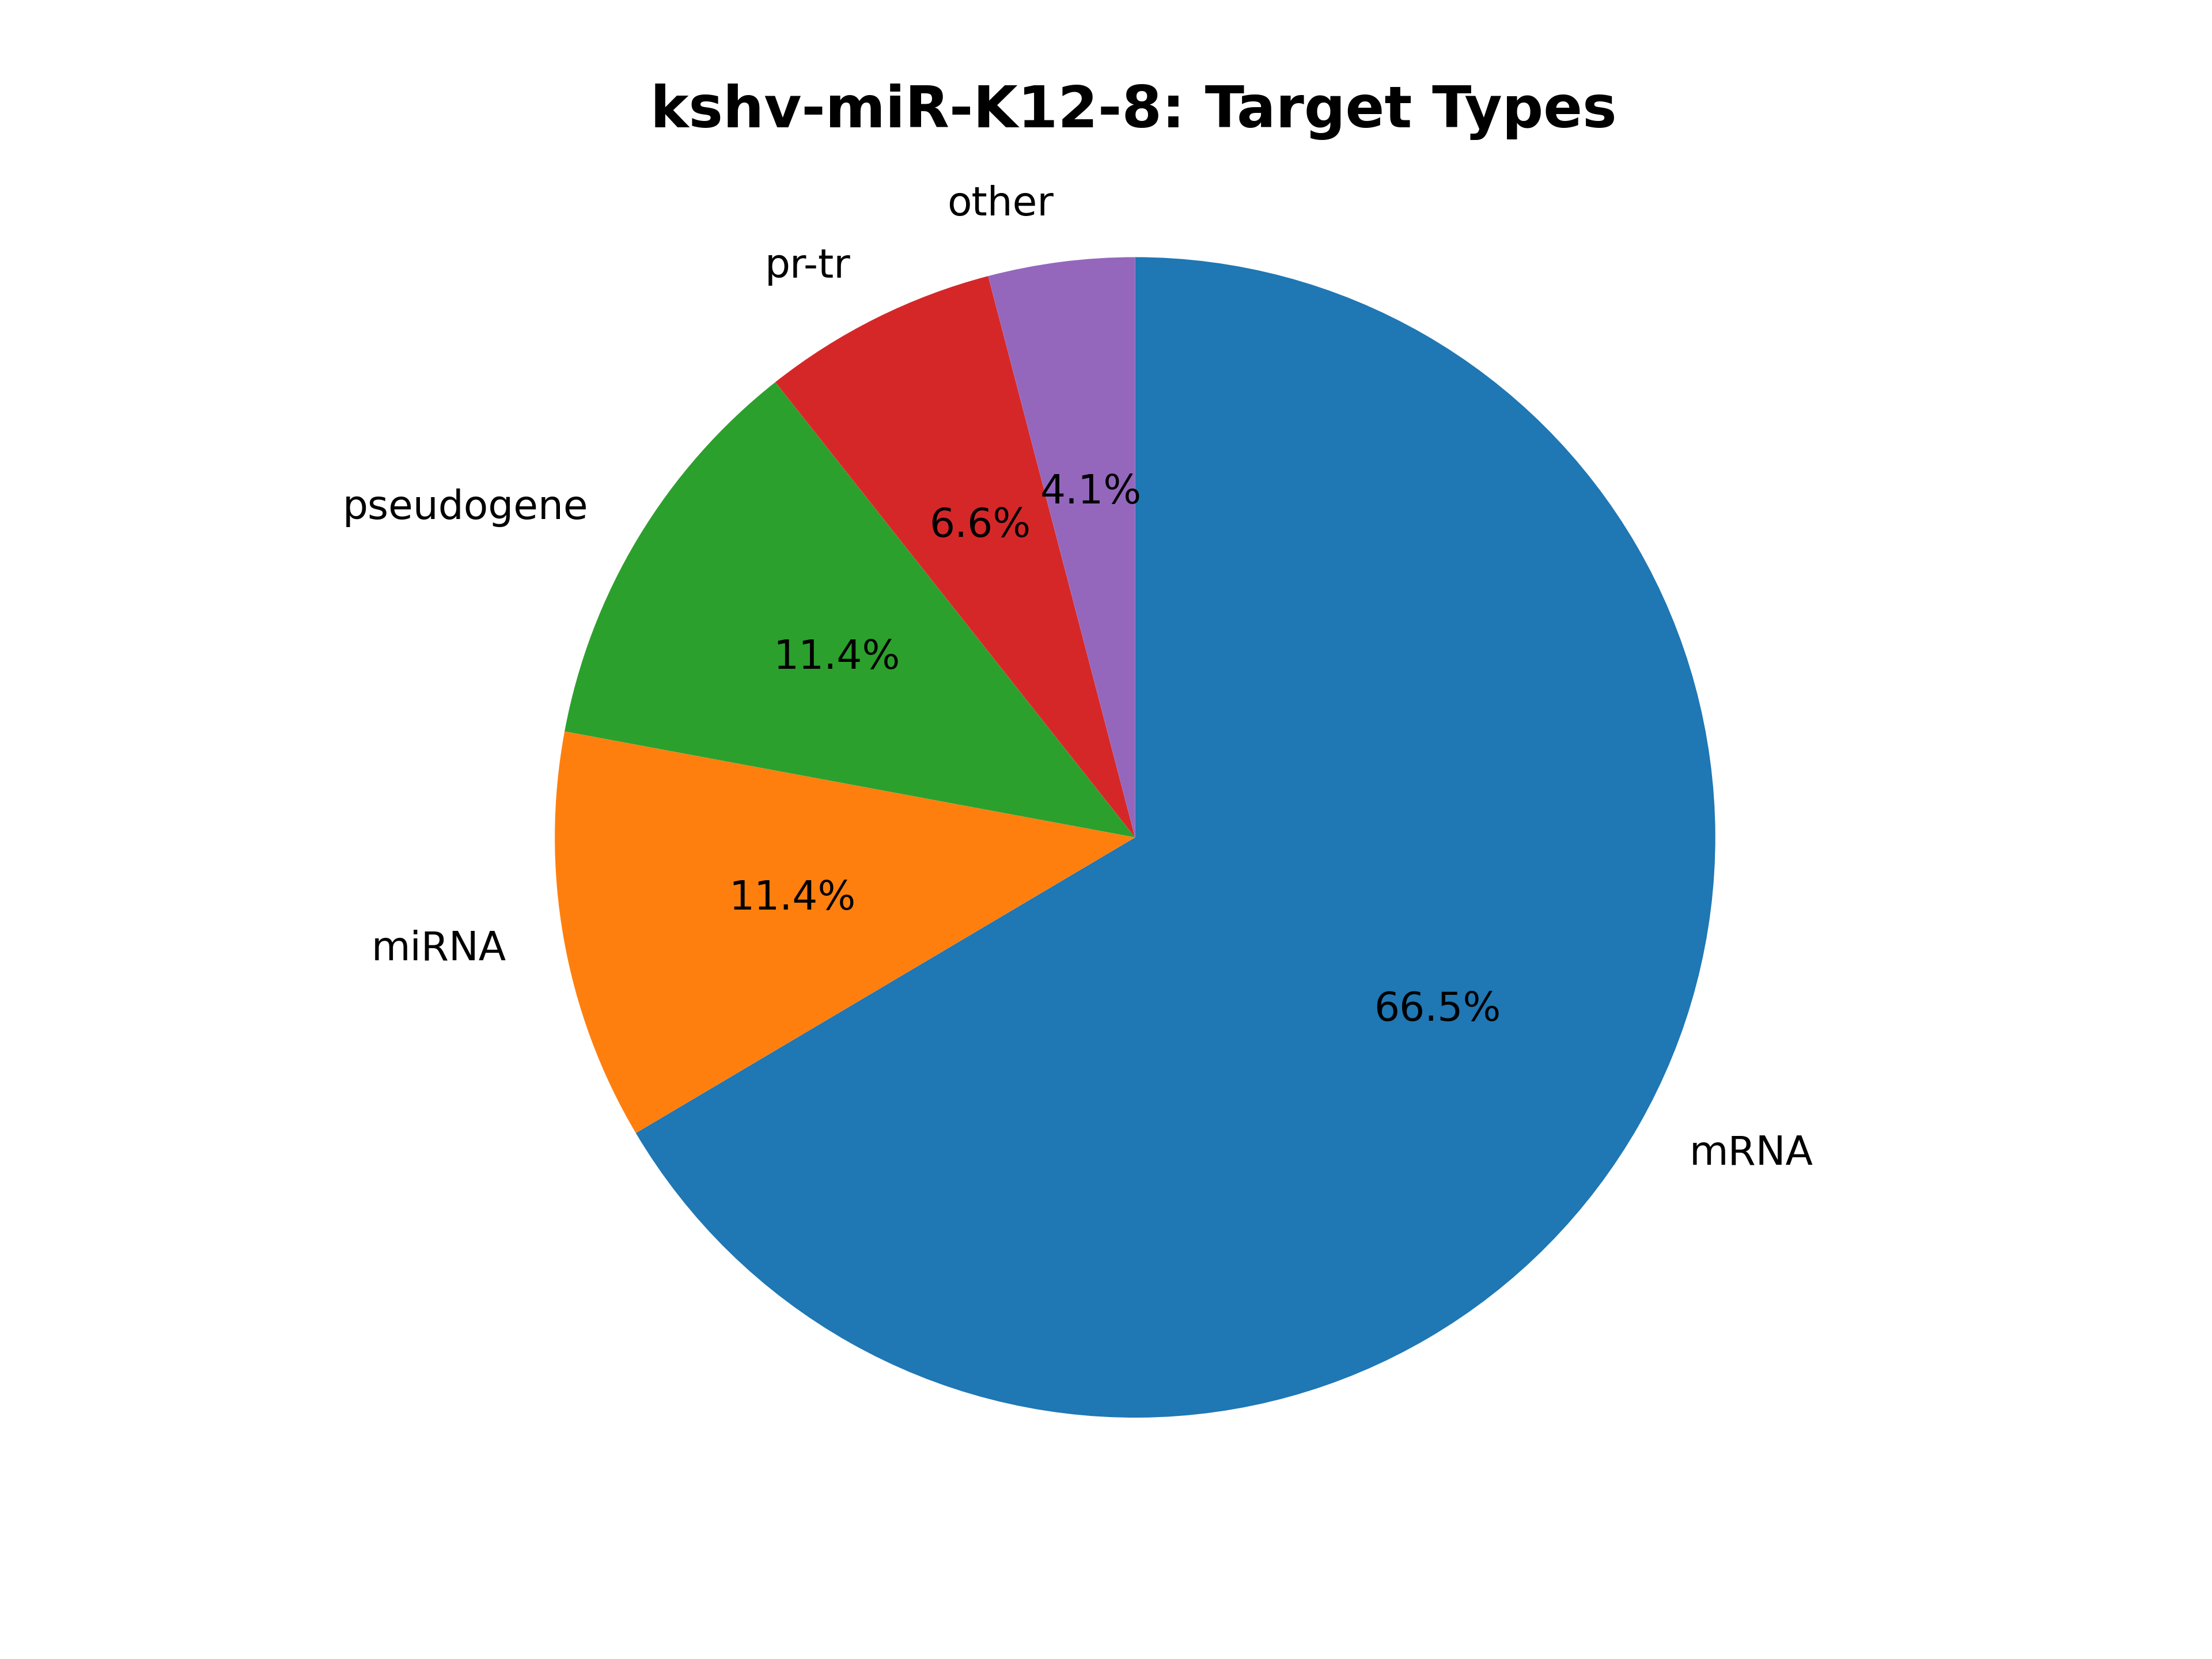 kshv-miR-K12-8: Target Types
other
pr-tr
4.1%
6.6%
pseudogene
11.4%
11.4%
miRNA
66.5%
mRNA